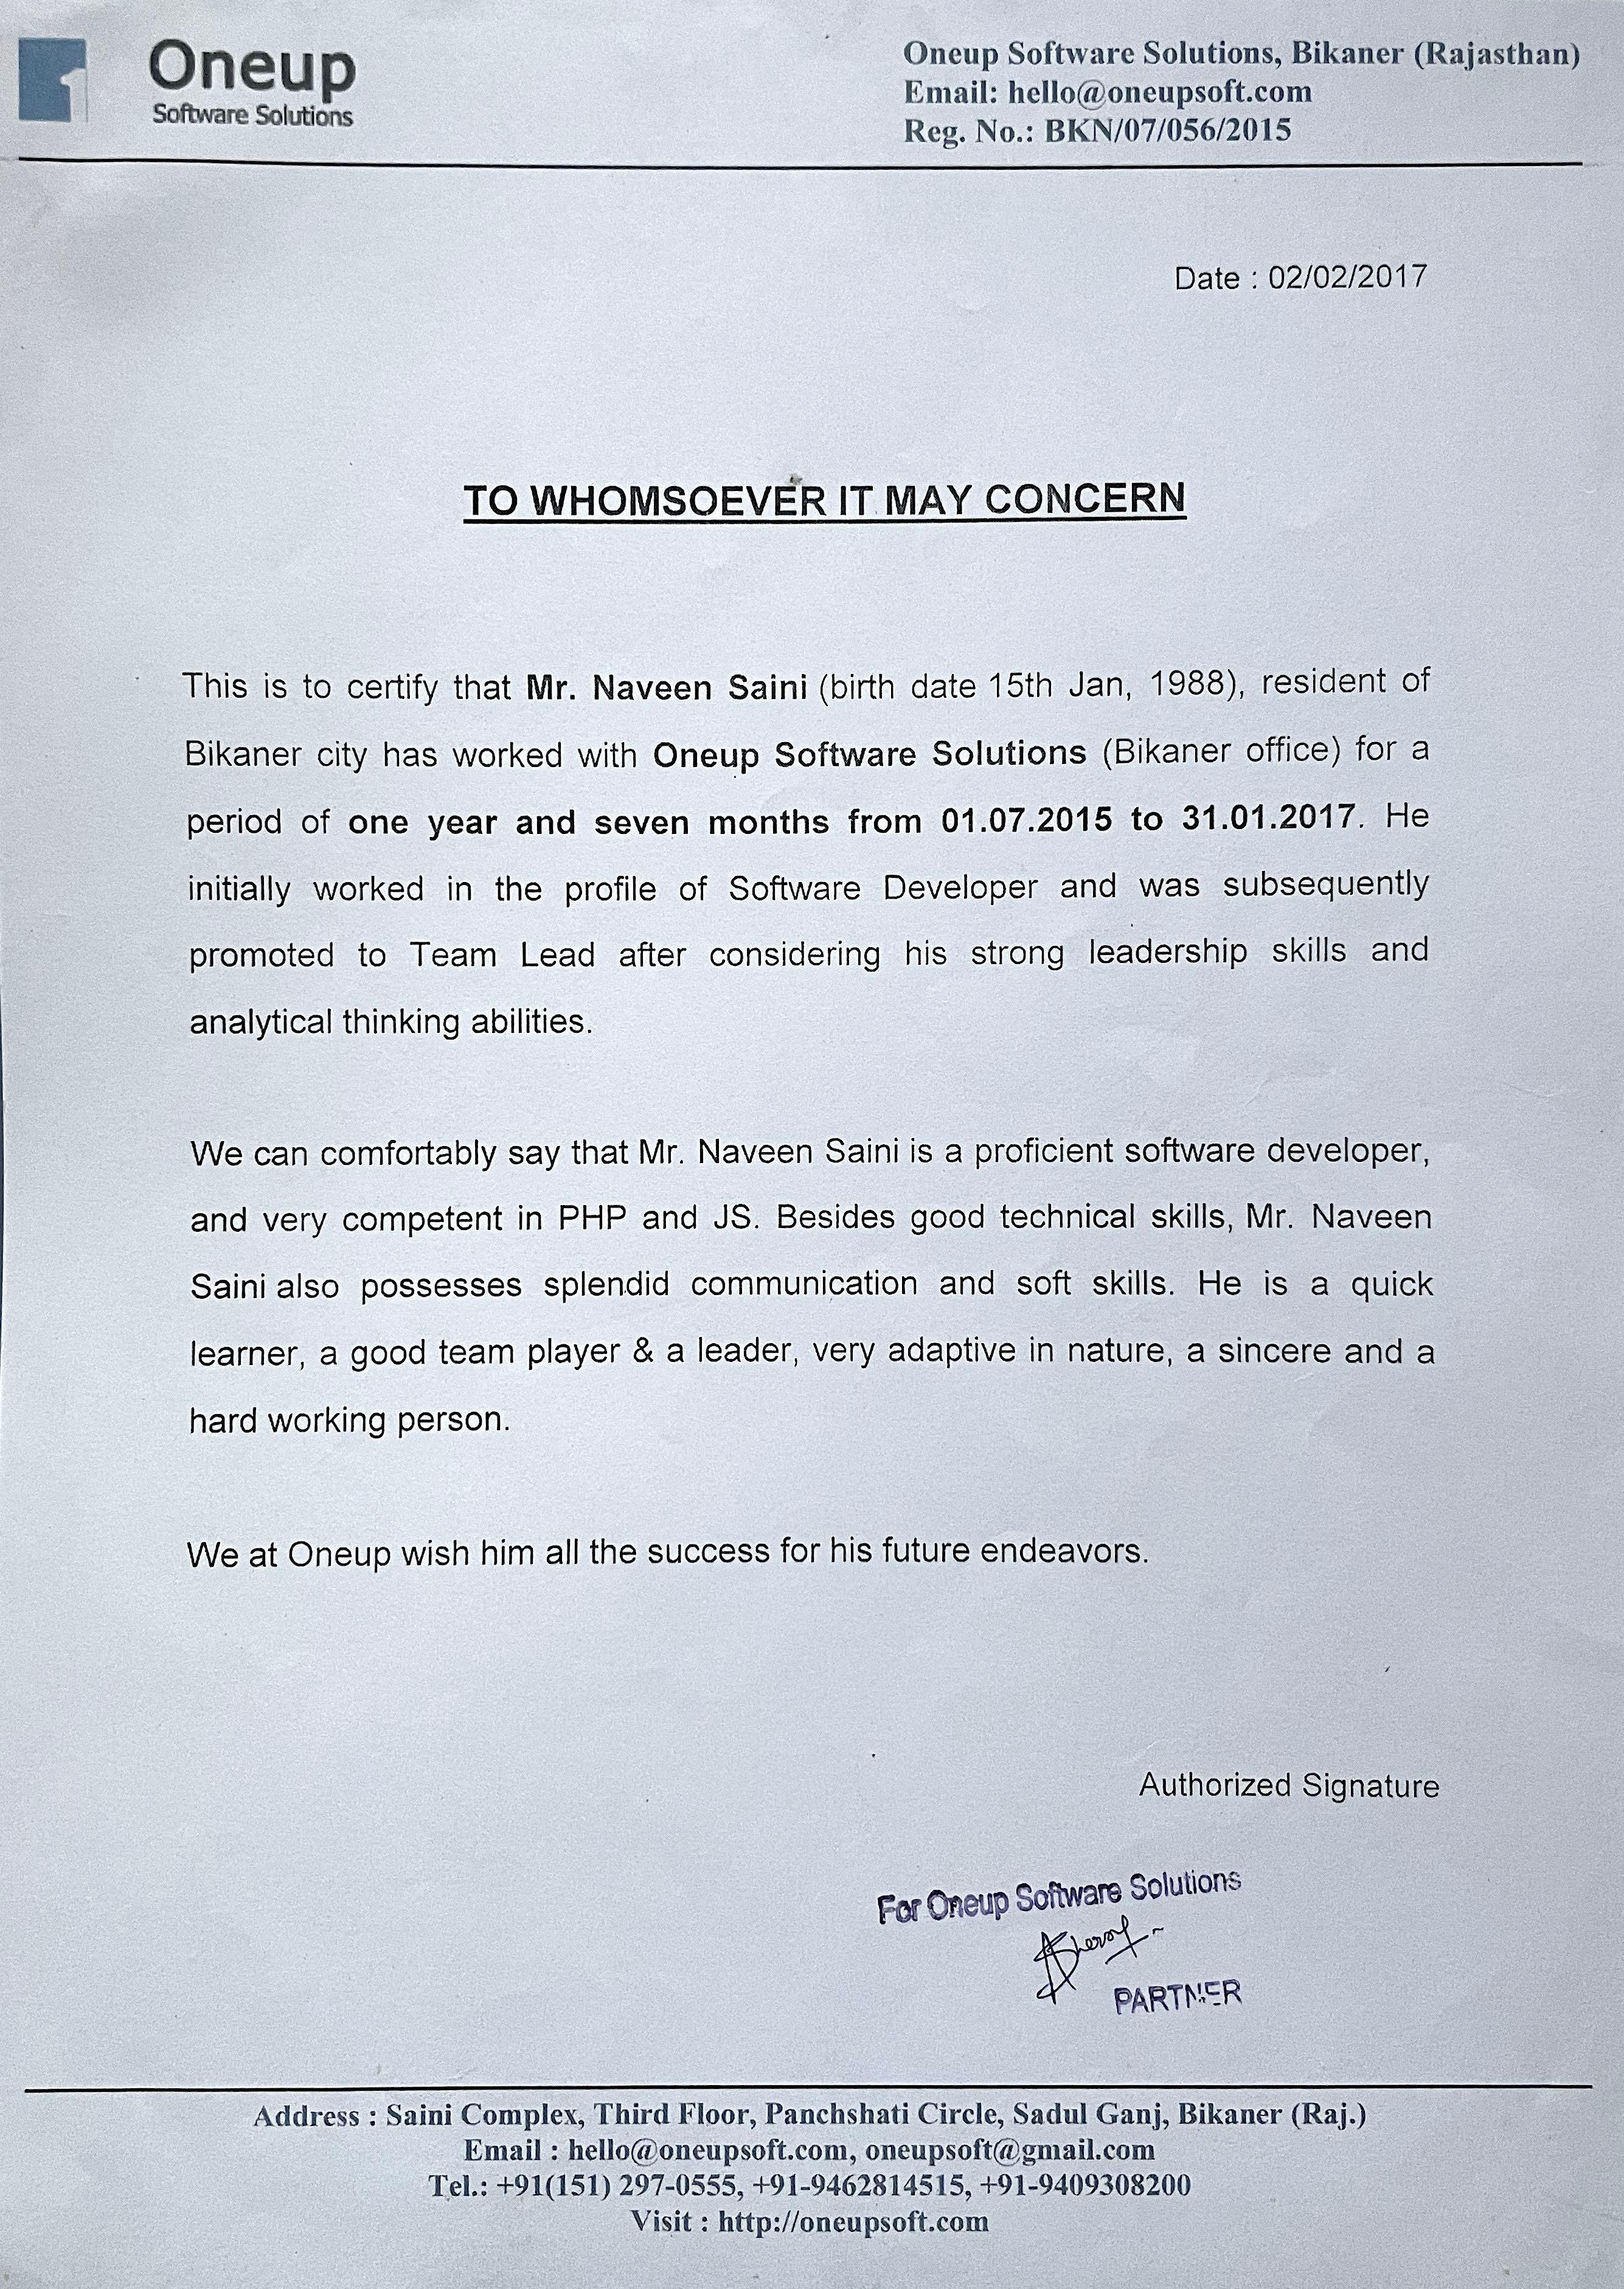 Oneup
Software Solutions
Oneup Software Solutions, Bikaner (Rajasthan)
Email: hello@oneupsoft.com
Reg. No.: BKN/07/056/2015
Date : 02/02/2017
TO WHOMSOEVER IT MAY CONCERN
This is to certify that Mr. Naveen Saini (birth date 15th Jan, 1988), resident of
Bikaner city has worked with Oneup Software Solutions (Bikaner office) for a
period of one year and seven months from 01.07.2015 to 31.01.2017. He
initially worked in the profile of Software Developer and was subsequently
promoted to Team Lead after considering his strong leadership skills and
analytical thinking abilities.
We can comfortably say that Mr. Naveen Saini is a proficient software developer,
and very competent in PHP and JS. Besides good technical skills, Mr. Naveen
Saini also possesses splendid communication and soft skills. He is a quick
learner, a good team player & a leader, very adaptive in nature, a sincere and a
hard working person.
We at Oneup wish him all the success for his future endeavors.
Authorized Signature
For Oneup Software Solutions
PARTNER
Address : Saini Complex, Third Floor, Panchshati Circle, Sadul Ganj, Bikaner (Raj.)
Email : hello@oneupsoft.com, oneupsoft@gmail.com
Tel.: +91(151) 297-0555, +91-9462814515, +91-9409308200
Visit : http://oneupsoft.com